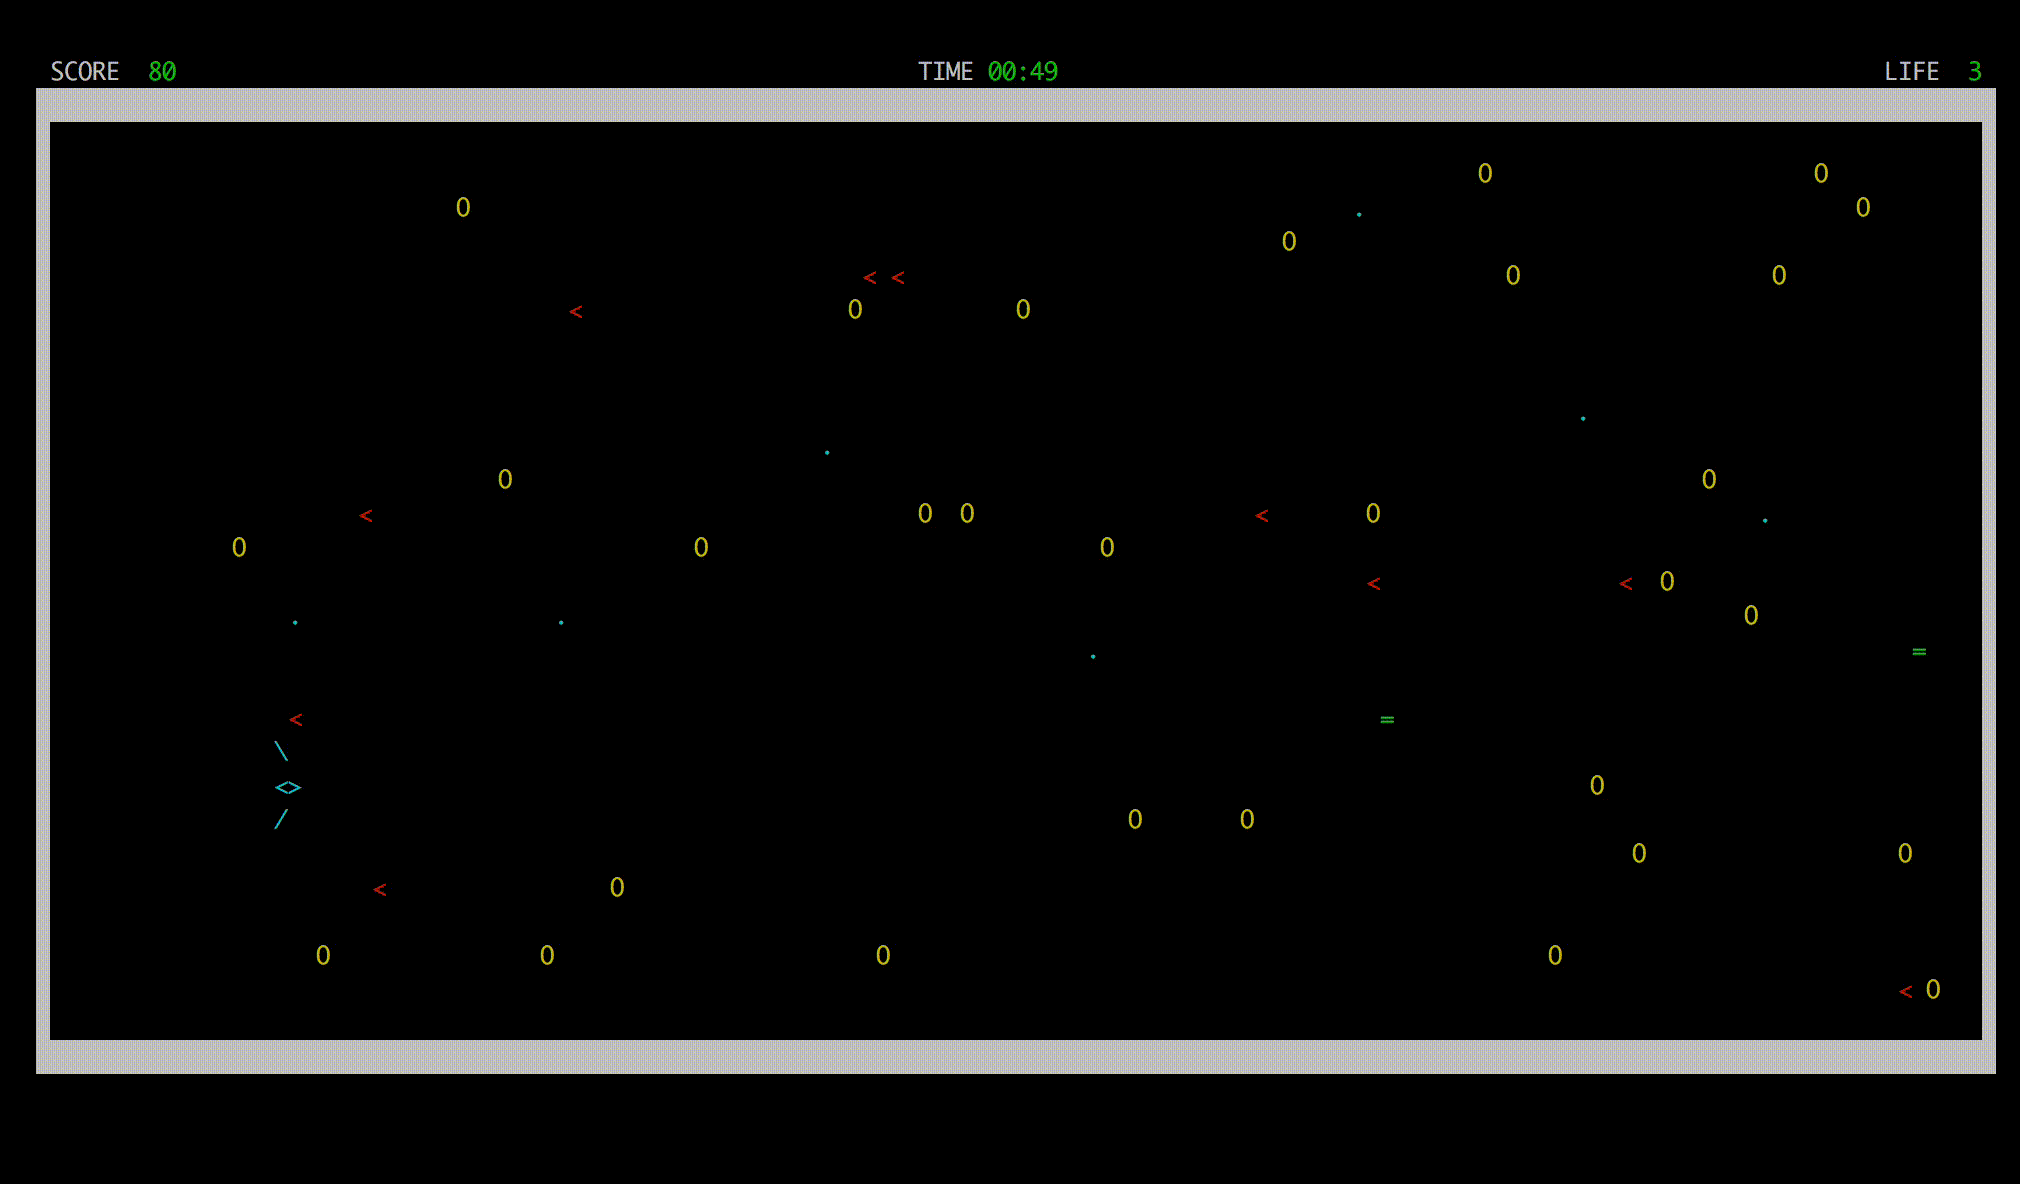 SCORE 80 TIME 00:49 LIFE 3
O O
O . O
O
< < O O
< O O
.
.
O O
< O O < O .
O O O
< < O
. . O
. =
< =
\
<> O
/ O O
O O
< O
O O O O
< O